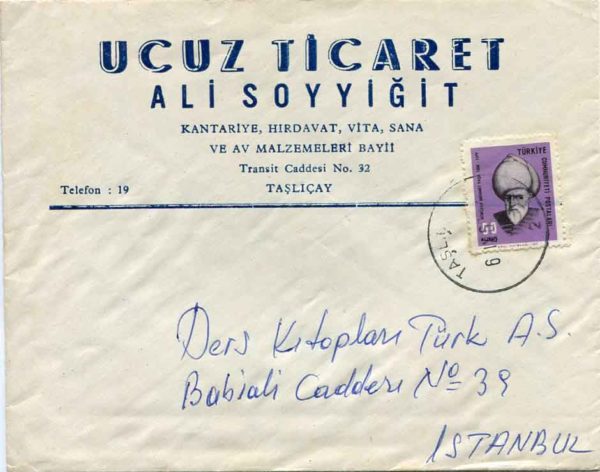 UCUZ TİCARET
ALİ SOYYİĞİT
KANTARİYE, HIRDAVAT, VİTA, SANA
VE AV MALZEMELERİ BAYİİ
Transit Caddesi No. 32
Telefon : 19
TAŞLIÇAY
TÜRKİYE CUMHURİYETİ POSTALARI
50
TAŞLI
Ders Kitapları Türk A.S.
Babiali Caddesi No 39
İSTANBUL